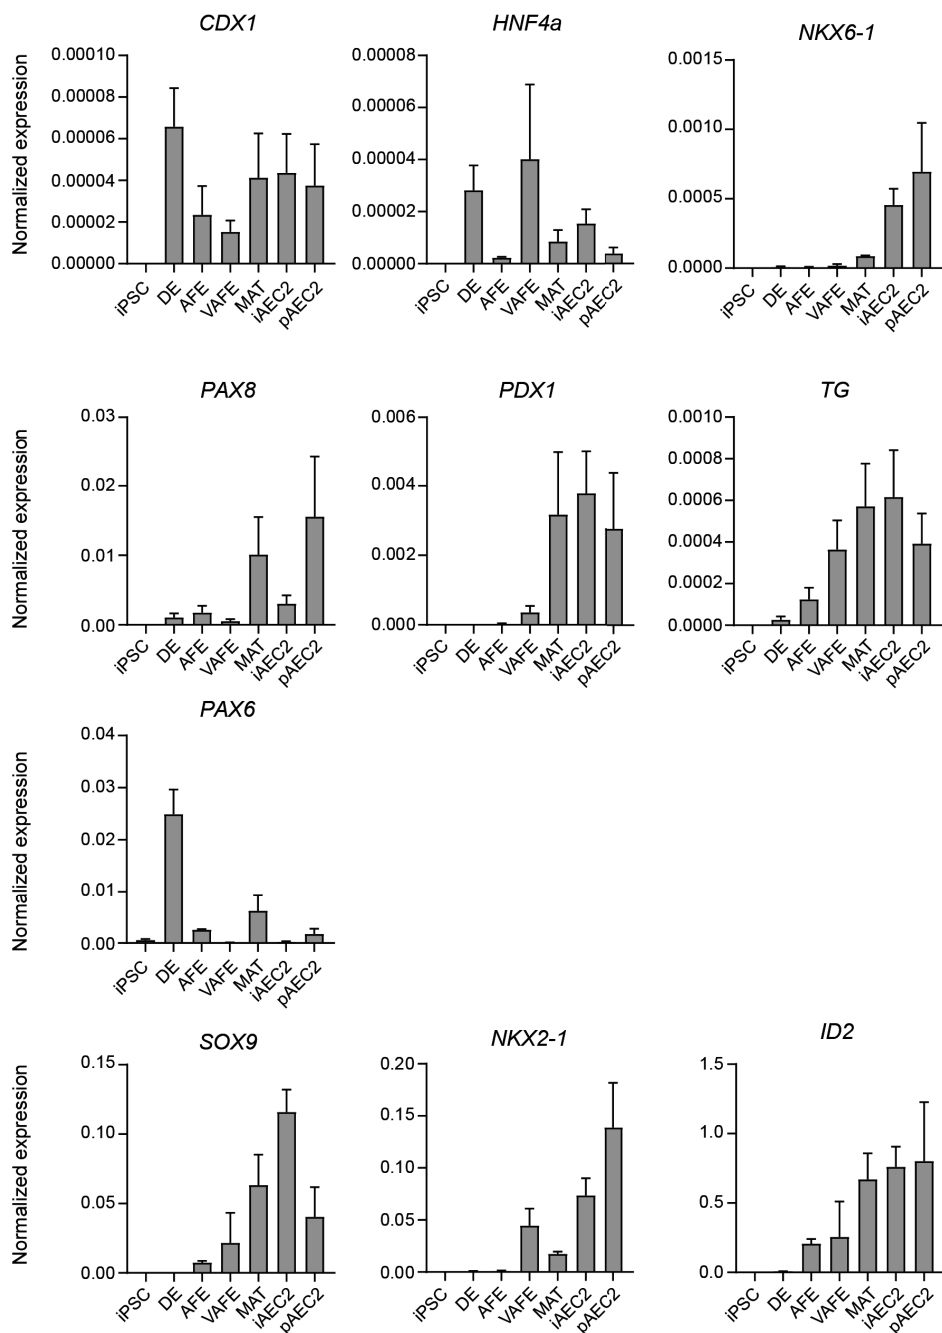 CDX1
HNF4a
NKX6-1
Normalized expression
0.00010
0.00008
0.00006
0.00004
0.00002
0.00000
iPSC
DE
AFE
VAFE
MAT
iAEC2
pAEC2
0.00008
0.00006
0.00004
0.00002
0.00000
iPSC
DE
AFE
VAFE
MAT
iAEC2
pAEC2
0.0015
0.0010
0.0005
0.0000
iPSC
DE
AFE
VAFE
MAT
iAEC2
pAEC2
PAX8
PDX1
TG
Normalized expression
0.03
0.02
0.01
0.00
iPSC
DE
AFE
VAFE
MAT
iAEC2
pAEC2
0.006
0.004
0.002
0.000
iPSC
DE
AFE
VAFE
MAT
iAEC2
pAEC2
0.0010
0.0008
0.0006
0.0004
0.0002
0.0000
iPSC
DE
AFE
VAFE
MAT
iAEC2
pAEC2
PAX6
Normalized expression
0.04
0.03
0.02
0.01
0.00
iPSC
DE
AFE
VAFE
MAT
iAEC2
pAEC2
SOX9
NKX2-1
ID2
Normalized expression
0.15
0.10
0.05
0.00
iPSC
DE
AFE
VAFE
MAT
iAEC2
pAEC2
0.20
0.15
0.10
0.05
0.00
iPSC
DE
AFE
VAFE
MAT
iAEC2
pAEC2
1.5
1.0
0.5
0.0
iPSC
DE
AFE
VAFE
MAT
iAEC2
pAEC2